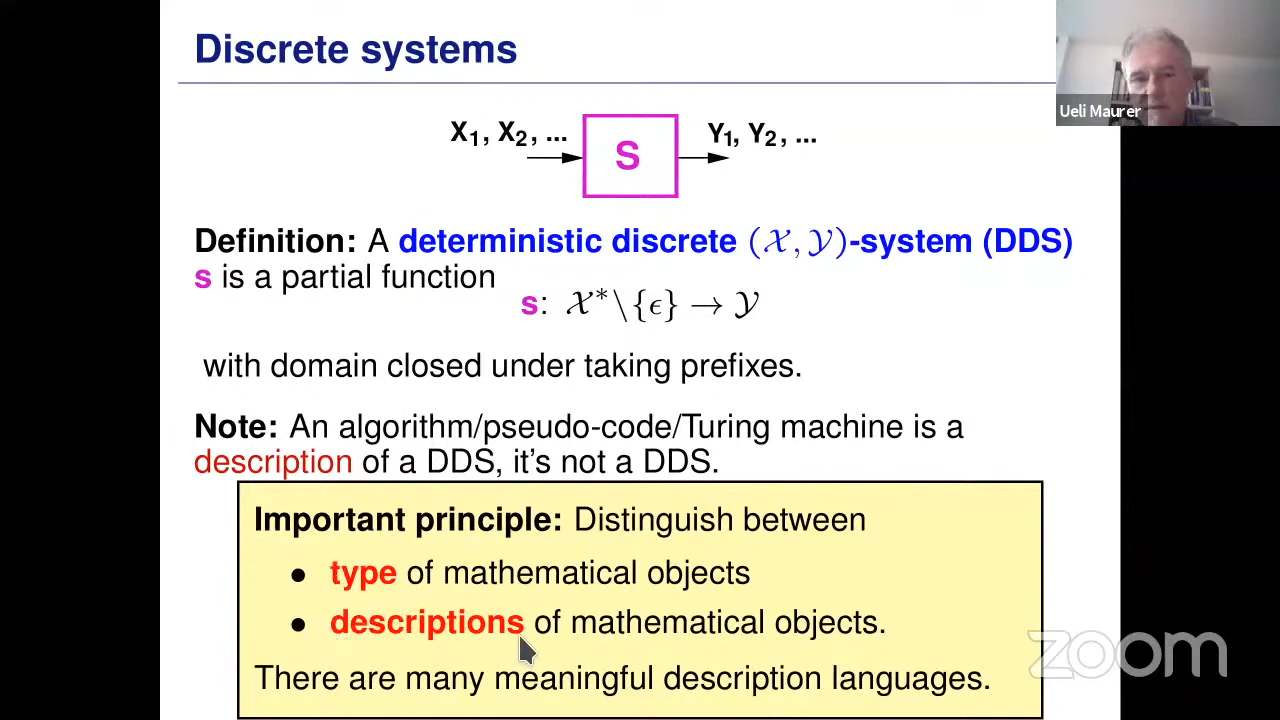 Discrete systems
Ueli Maurer
X₁, X₂, ...
S
Y₁, Y₂, ...
Definition: A deterministic discrete (𝒳, 𝒴)-system (DDS)
s is a partial function
s: 𝒳*\{ϵ} → 𝒴
with domain closed under taking prefixes.
Note: An algorithm/pseudo-code/Turing machine is a
description of a DDS, it's not a DDS.
Important principle: Distinguish between
• type of mathematical objects
• descriptions of mathematical objects.
There are many meaningful description languages.
zoom